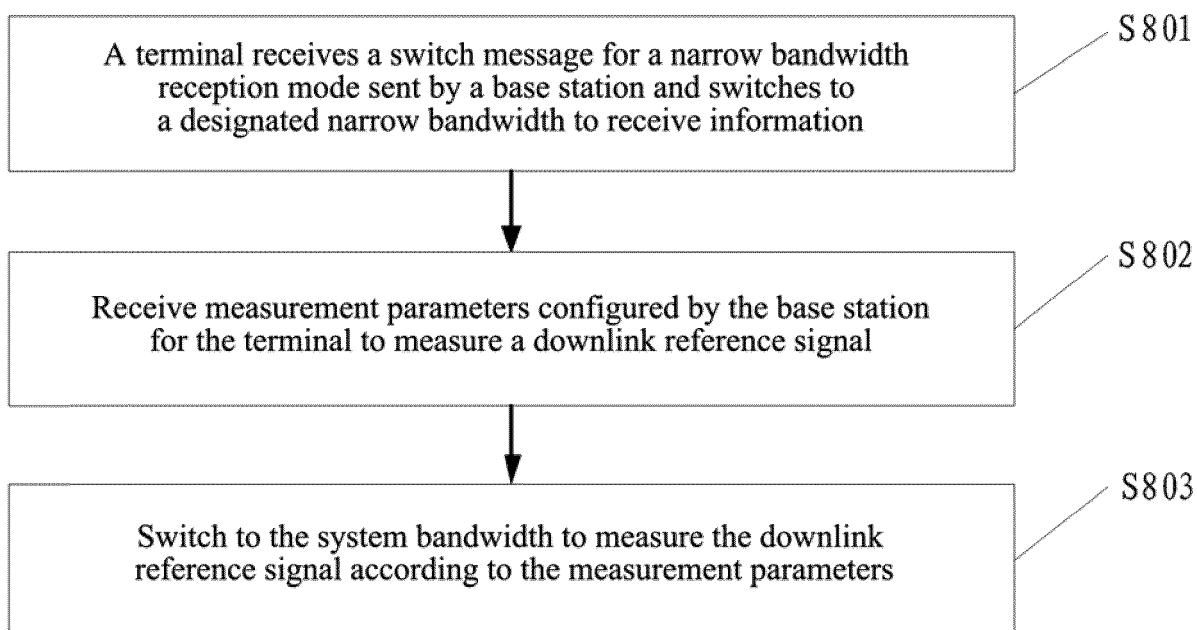 A terminal receives a switch message for a narrow bandwidth
reception mode sent by a base station and switches to
a designated narrow bandwidth to receive information
S801
Receive measurement parameters configured by the base station
for the terminal to measure a downlink reference signal
S802
Switch to the system bandwidth to measure the downlink
reference signal according to the measurement parameters
S803